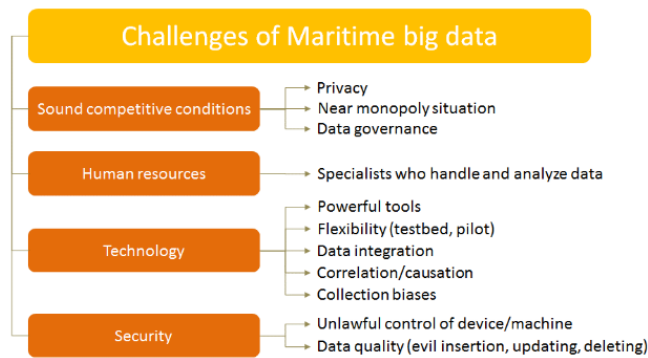 Challenges of Maritime big data
Sound competitive conditions
Privacy
Near monopoly situation
Data governance
Human resources
Specialists who handle and analyze data
Technology
Powerful tools
Flexibility (testbed, pilot)
Data integration
Correlation/causation
Collection biases
Security
Unlawful control of device/machine
Data quality (evil insertion, updating, deleting)